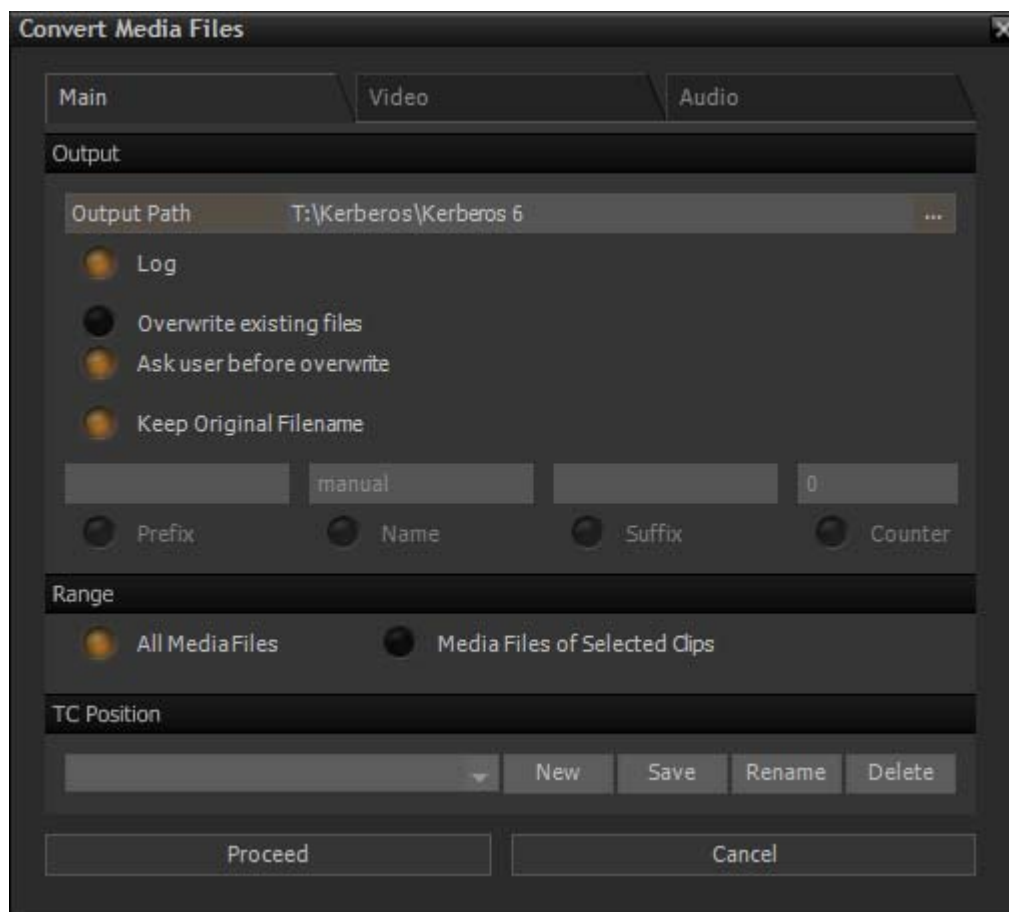 Convert Media Files
Main Video Audio
Output
Output Path T:\Kerberos\Kerberos 6 ...
Log
Overwrite existing files
Ask user before overwrite
Keep Original Filename
manual 0
Prefix Name Suffix Counter
Range
All Media Files Media Files of Selected Clips
TC Position
New Save Rename Delete
Proceed Cancel